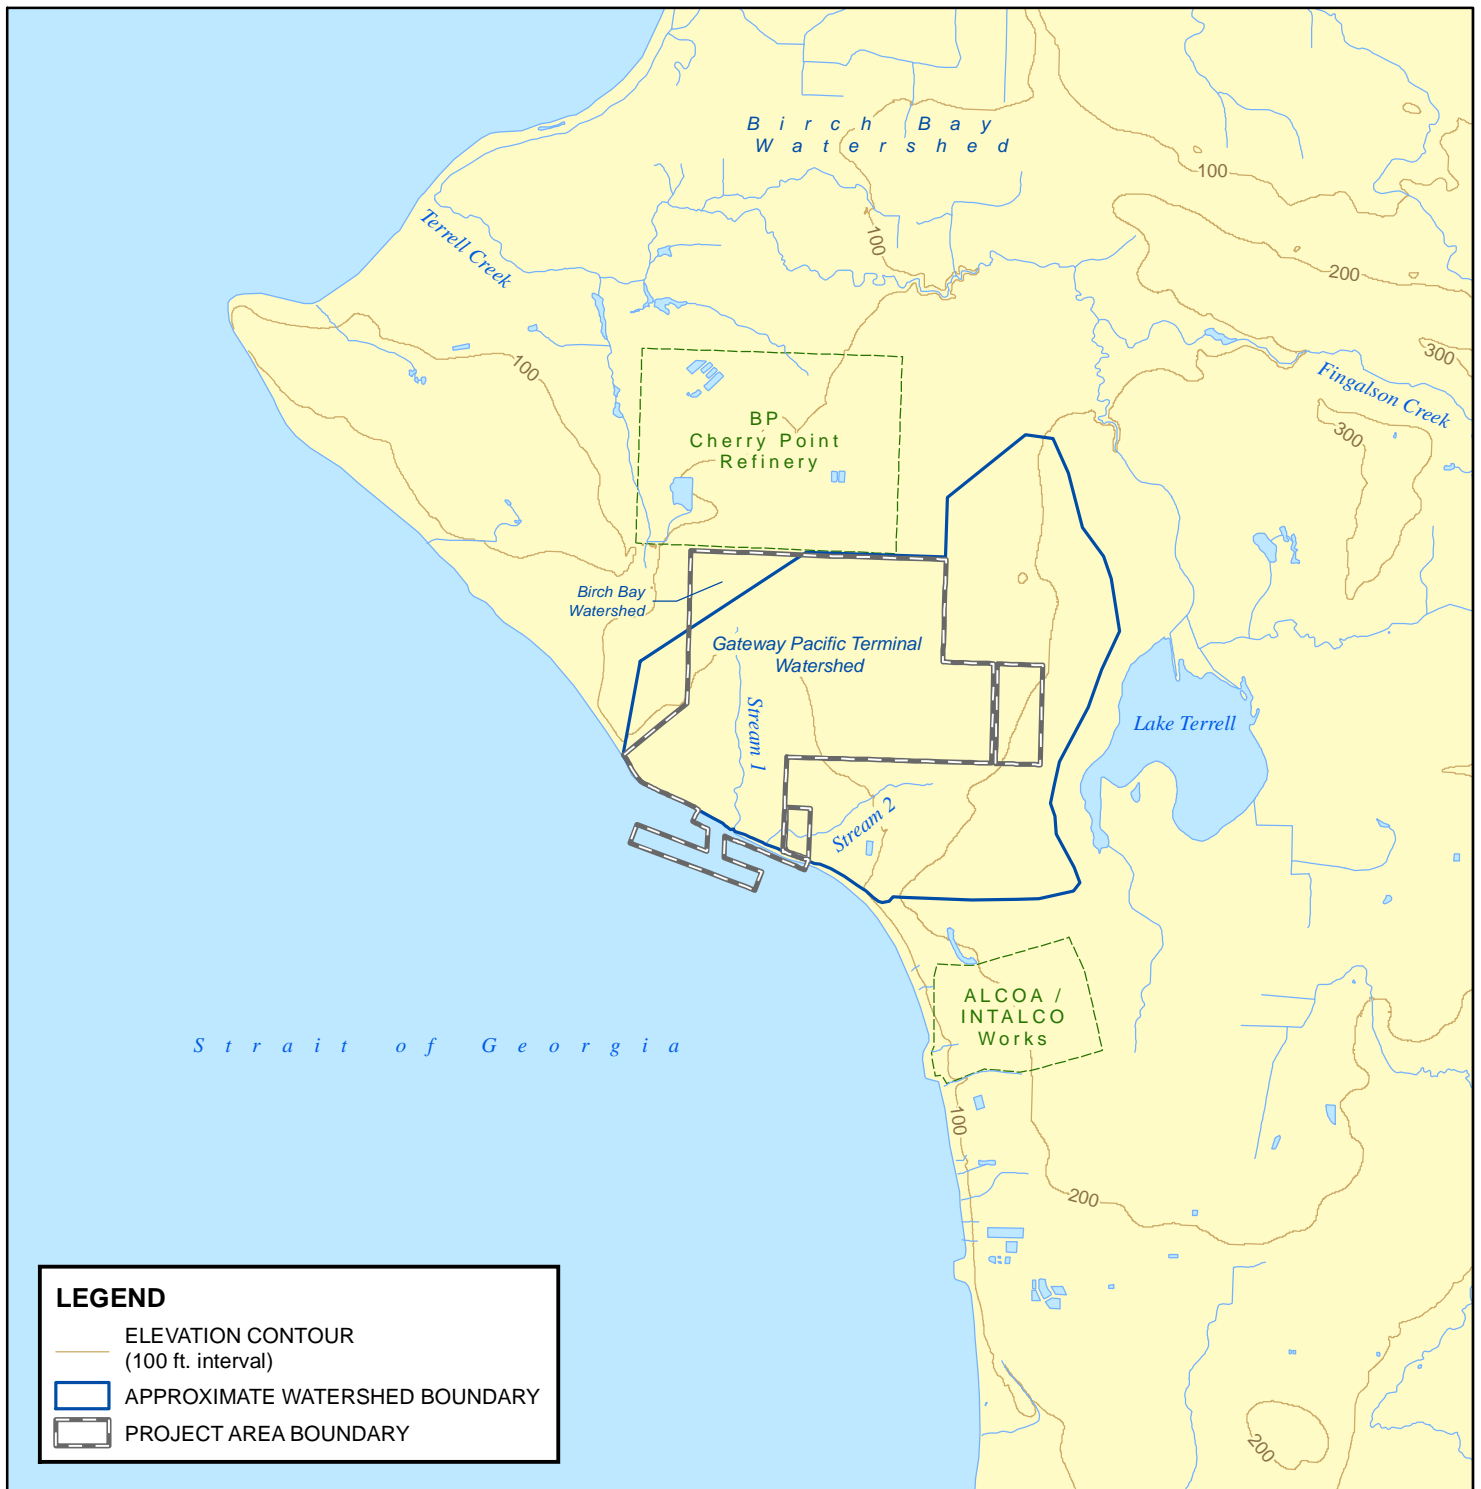 Birch Bay
Watershed
100
Terrell Creek
100
200
300
100
Fingalson Creek
BP
Cherry Point
Refinery
300
Birch Bay
Watershed
Gateway Pacific Terminal
Watershed
Stream 1
Lake Terrell
Stream 2
ALCOA /
INTALCO
Works
Strait of Georgia
100
200
200
LEGEND
ELEVATION CONTOUR
(100 ft. interval)
APPROXIMATE WATERSHED BOUNDARY
PROJECT AREA BOUNDARY